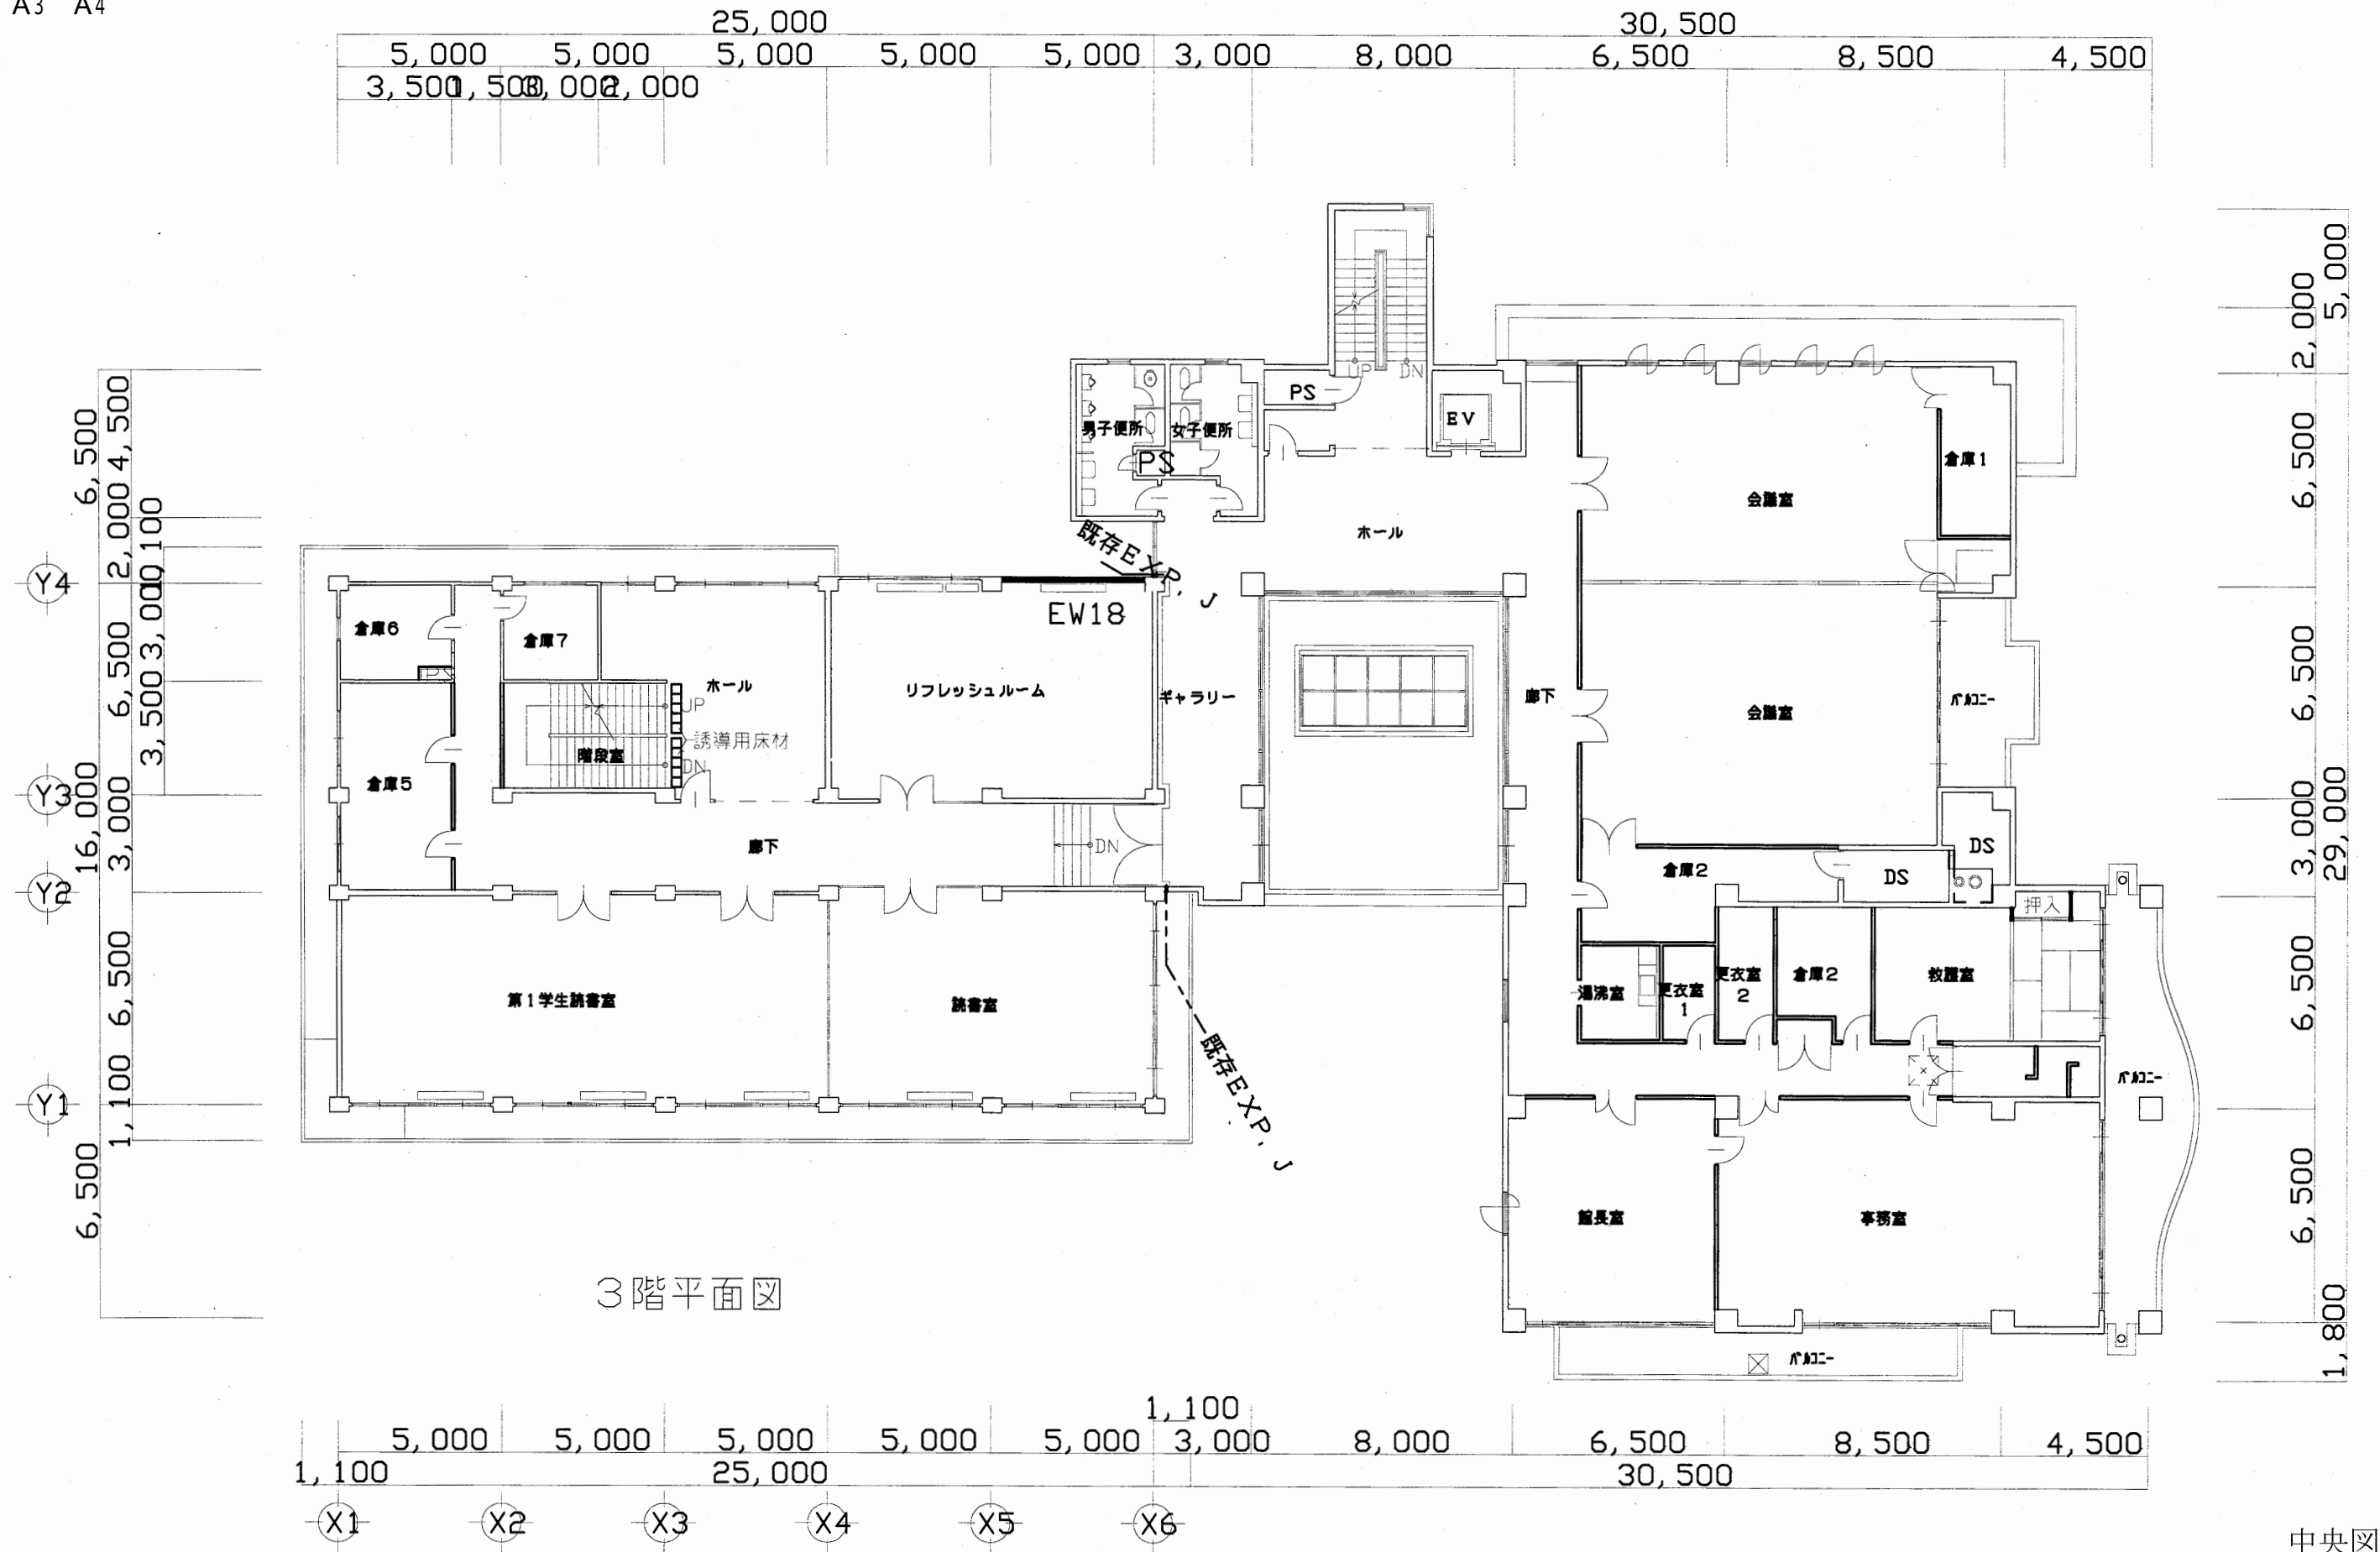 A3 A4
25,000 30,500
5,000 5,000 5,000 5,000 5,000 3,000 8,000 6,500 8,500 4,500
3,500 1,500 3,000 2,000
5,000
2,000
6,500
6,500
3,000
29,000
6,500
6,500
1,800
6,500
4,500
2,000
1,100
3,000
6,500
3,500
16,000
3,000
6,500
1,100
6,500
Y4
Y3
Y2
Y1
UP DN
PS
EV
男子便所
女子便所
PS
倉庫1
会議室
ホール
既存EXP.J
EW18
倉庫6
倉庫7
PS
ホール
リフレッシュルーム
ギャラリー
廊下
会議室
バルコニー
UP
誘導用床材
階段室
DN
倉庫5
廊下
DN
倉庫2
DS
DS
押入
第1学生読書室
読書室
湯沸室
更衣室
1
更衣室
2
倉庫2
救護室
既存EXP.J
バルコニー
館長室
事務室
バルコニー
3階平面図
1,100
5,000 5,000 5,000 5,000 5,000 3,000 8,000 6,500 8,500 4,500
1,100 25,000 30,500
X1 X2 X3 X4 X5 X6
中央図